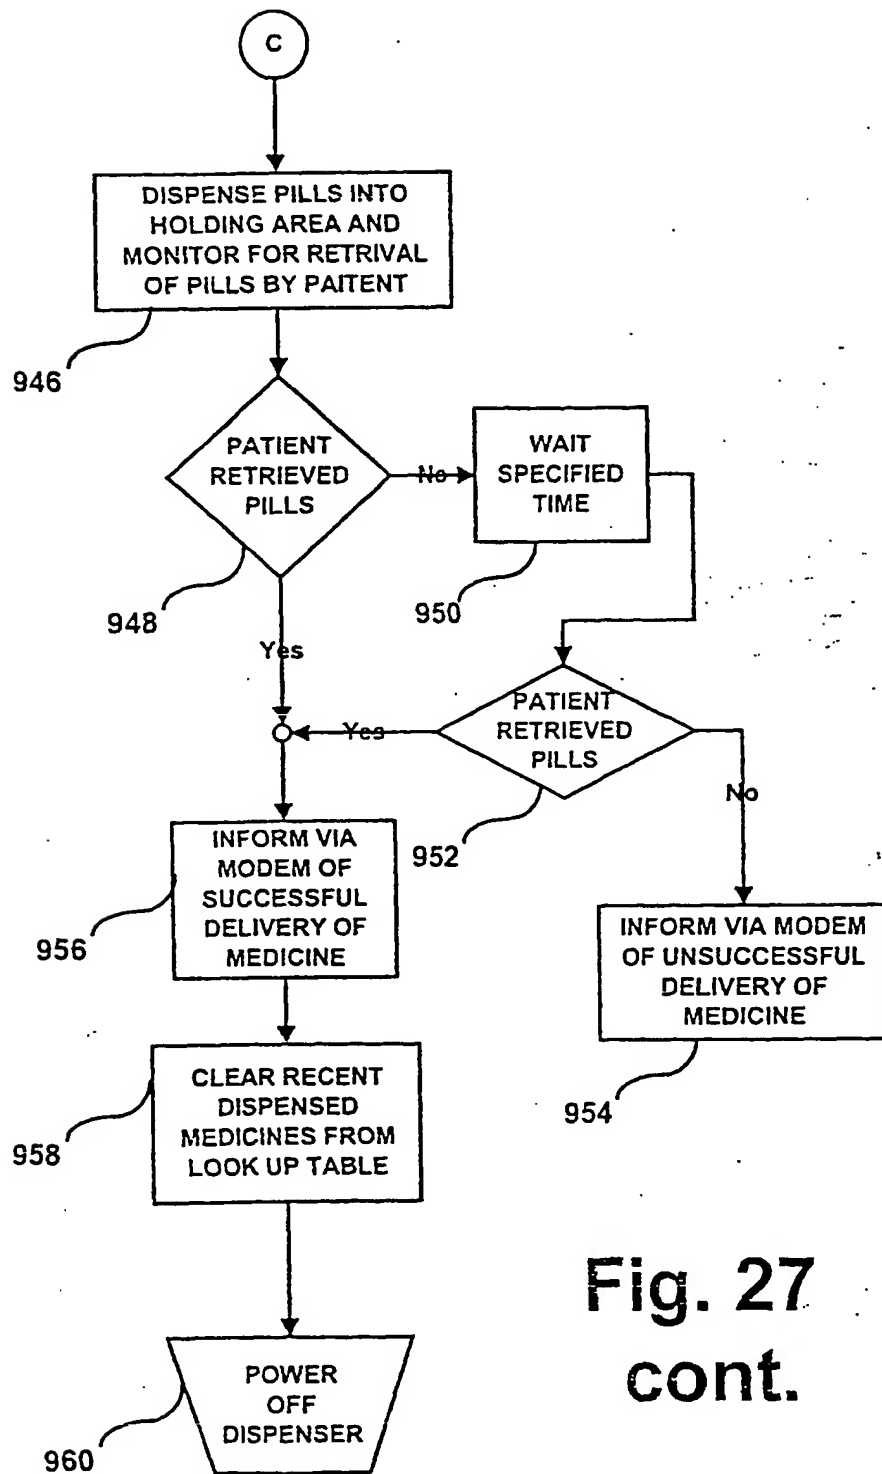 C
DISPENSE PILLS INTO
HOLDING AREA AND
MONITOR FOR RETRIVAL
OF PILLS BY PAITENT
946
PATIENT
RETRIEVED
PILLS
948
No
WAIT
SPECIFIED
TIME
950
Yes
PATIENT
RETRIEVED
PILLS
952
Yes
No
INFORM VIA
MODEM OF
SUCCESSFUL
DELIVERY OF
MEDICINE
956
INFORM VIA MODEM
OF UNSUCCESSFUL
DELIVERY OF
MEDICINE
954
CLEAR RECENT
DISPENSED
MEDICINES FROM
LOOK UP TABLE
958
POWER
OFF
DISPENSER
960
Fig. 27
cont.